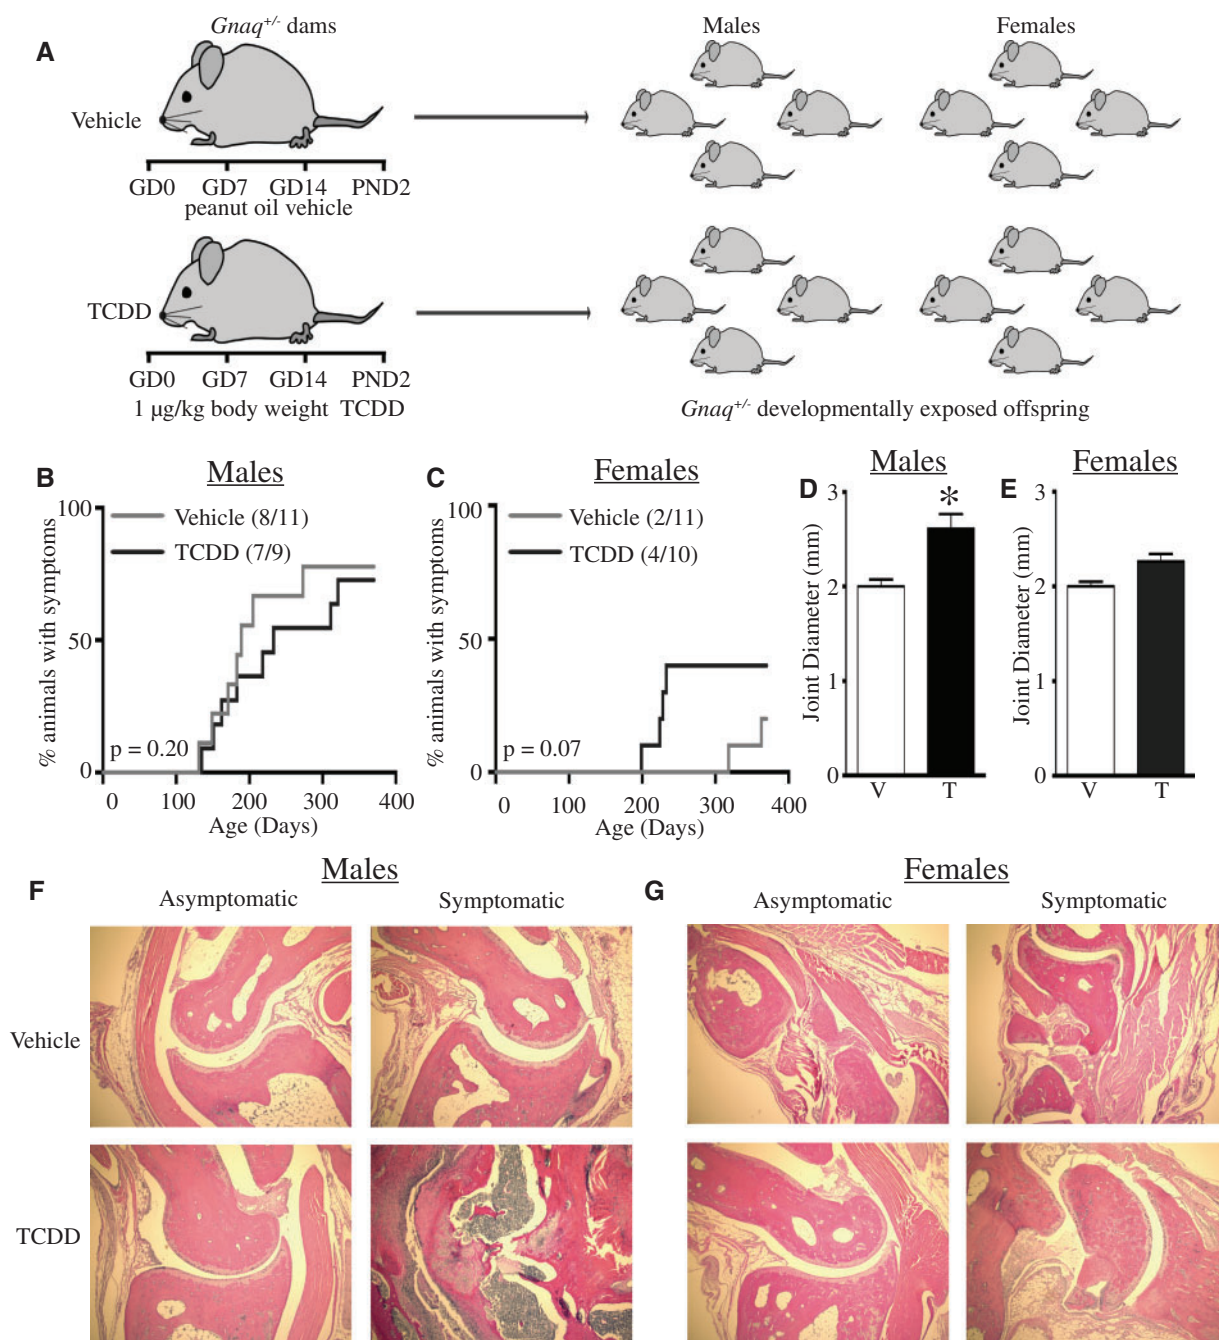 A
Gnaq+/- dams
Males
Females
Vehicle
GD0 GD7 GD14 PND2
peanut oil vehicle
TCDD
GD0 GD7 GD14 PND2
1 µg/kg body weight TCDD
Gnaq+/- developmentally exposed offspring
B
Males
% animals with symptoms
100
50
0
Vehicle (8/11)
TCDD (7/9)
p = 0.20
0 100 200 300 400
Age (Days)
C
Females
% animals with symptoms
100
50
0
Vehicle (2/11)
TCDD (4/10)
p = 0.07
0 100 200 300 400
Age (Days)
D
Males
Joint Diameter (mm)
3
2
1
0
*
V T
E
Females
Joint Diameter (mm)
3
2
1
0
V T
F
Males
Asymptomatic Symptomatic
G
Females
Asymptomatic Symptomatic
Vehicle
TCDD